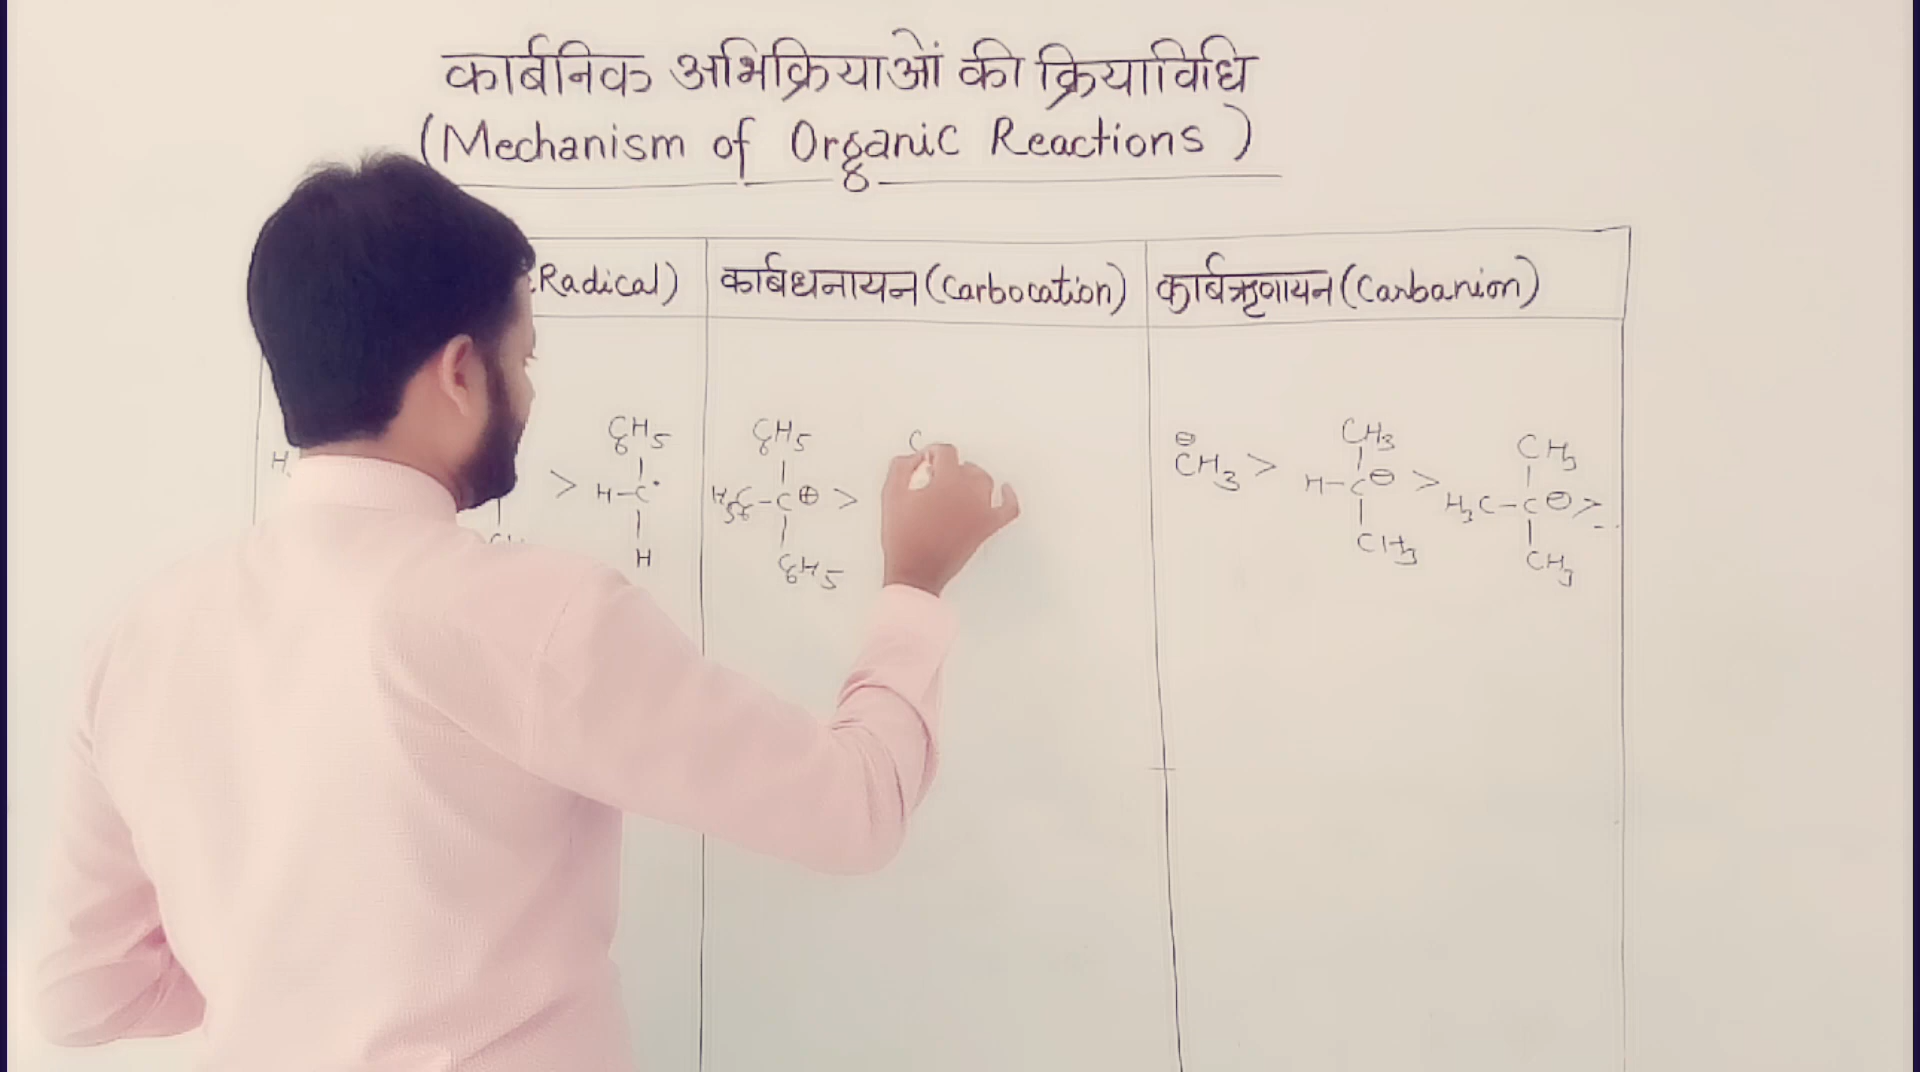 कार्बनिक अभिक्रियाओं की क्रियाविधि
(Mechanism of Organic Reactions)
Radical) कार्बधनायन (Carbocation) कार्बऋणायन (Carbanion)
C6H5 C6H5 C ⊖ CH3 CH3
H > H-C• H5C6-C⊕ > CH3 > H-C⊖ > H3C-C⊖ >
H C6H5 CH3 CH3